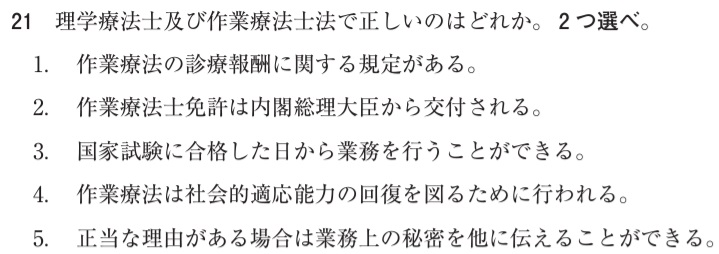 21 理学療法士及び作業療法士法で正しいのはどれか。2つ選べ。
1. 作業療法の診療報酬に関する規定がある。
2. 作業療法士免許は内閣総理大臣から交付される。
3. 国家試験に合格した日から業務を行うことができる。
4. 作業療法は社会的適応能力の回復を図るために行われる。
5. 正当な理由がある場合は業務上の秘密を他に伝えることができる。